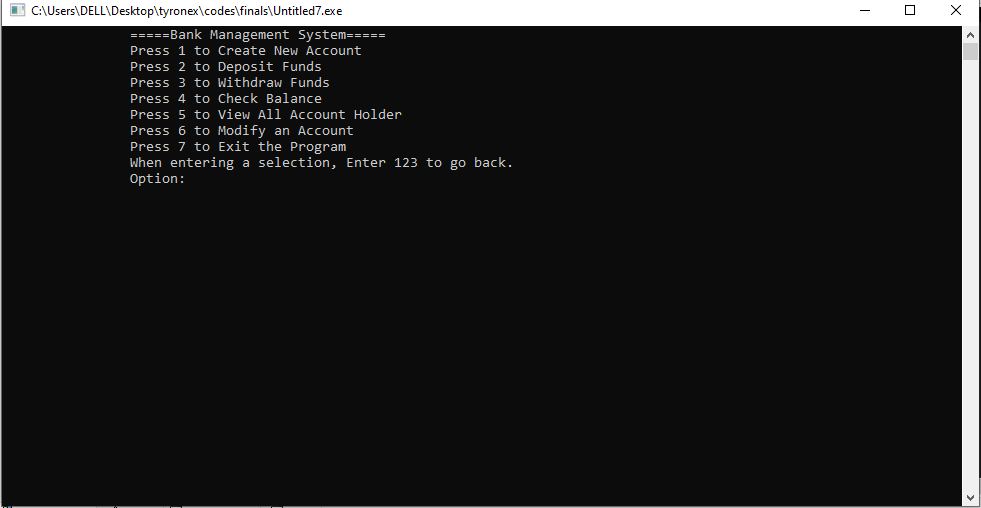 C:\Users\DELL\Desktop\tyronex\codes\finals\Untitled7.exe
=====Bank Management System=====
Press 1 to Create New Account
Press 2 to Deposit Funds
Press 3 to Withdraw Funds
Press 4 to Check Balance
Press 5 to View All Account Holder
Press 6 to Modify an Account
Press 7 to Exit the Program
When entering a selection, Enter 123 to go back.
Option: